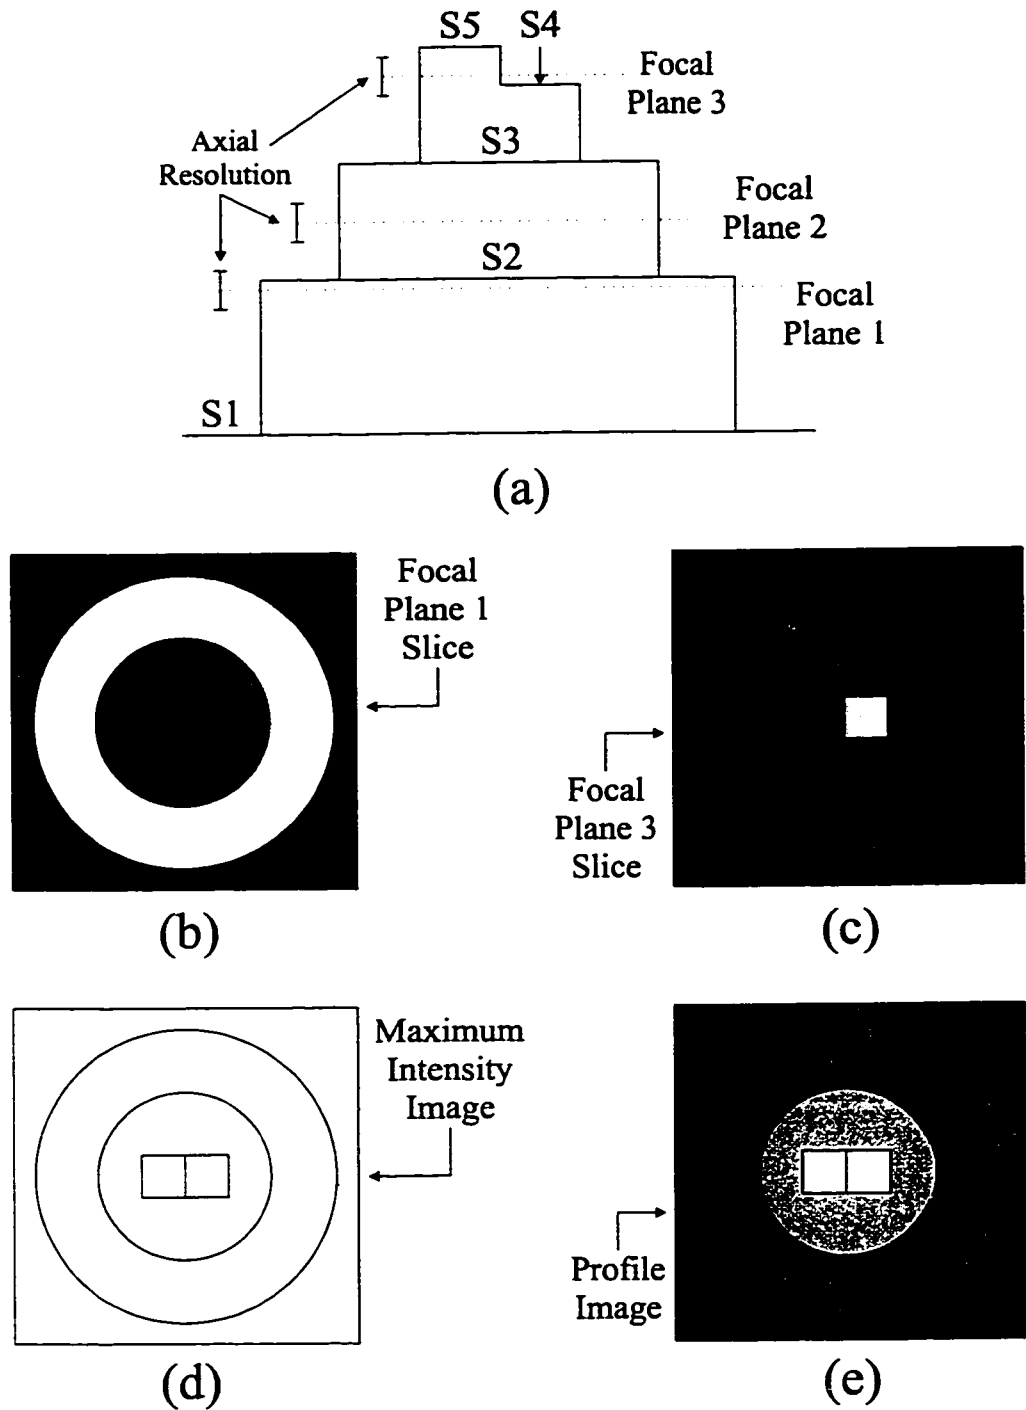 S5 S4
Focal
Plane 3
Axial
Resolution
S3
Focal
Plane 2
S2
Focal
Plane 1
S1
(a)
Focal
Plane 1
Slice
Focal
Plane 3
Slice
(b)
(c)
Maximum
Intensity
Image
Profile
Image
(d)
(e)